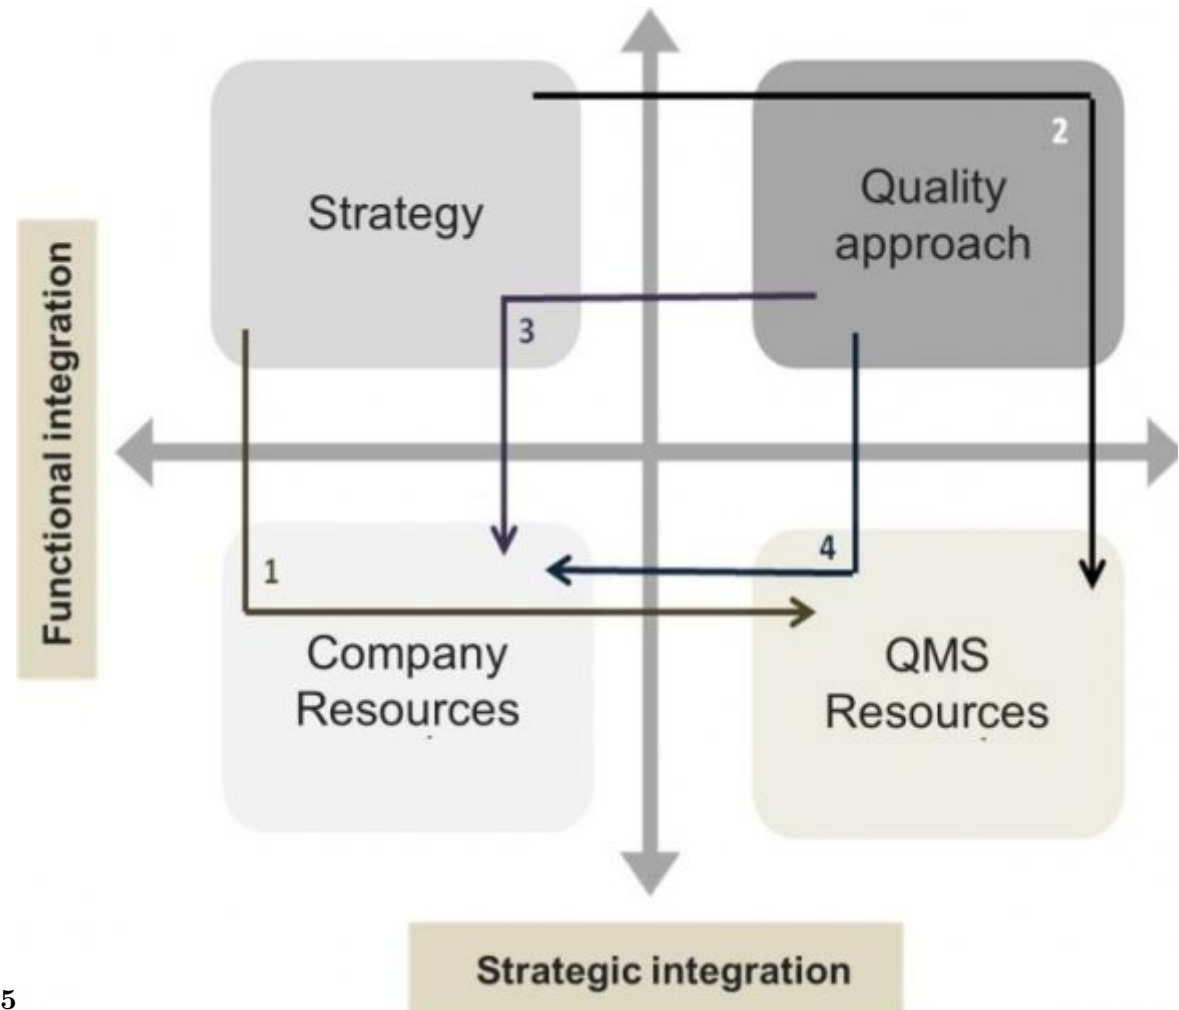 2
Strategy
Quality
approach
3
Functional integration
4
1
Company
Resources
QMS
Resources
Strategic integration
5